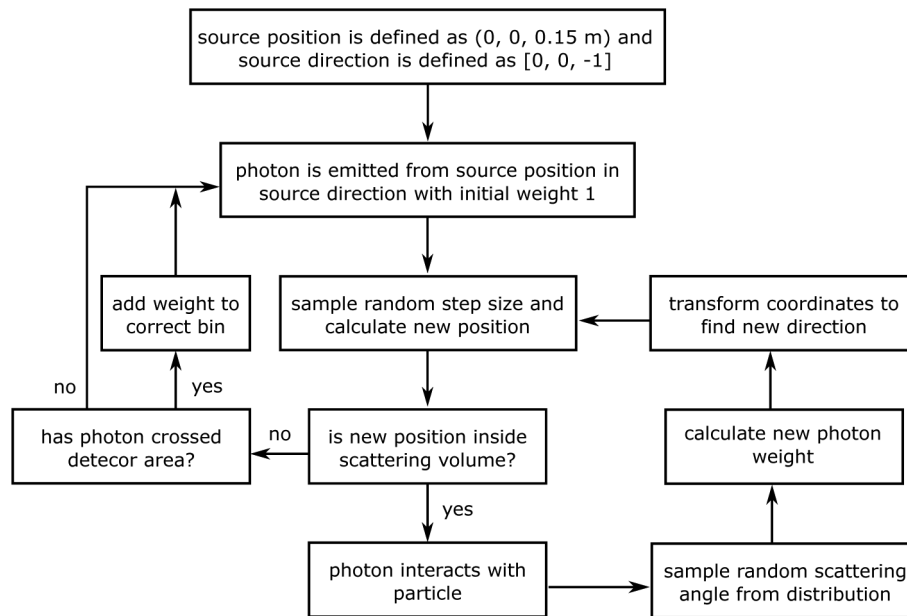 source position is defined as (0, 0, 0.15 m) and
source direction is defined as [0, 0, -1]
photon is emitted from source position in
source direction with initial weight 1
add weight to
correct bin
sample random step size and
calculate new position
transform coordinates to
find new direction
no
yes
has photon crossed
detecor area?
no
is new position inside
scattering volume?
calculate new photon
weight
yes
photon interacts with
particle
sample random scattering
angle from distribution